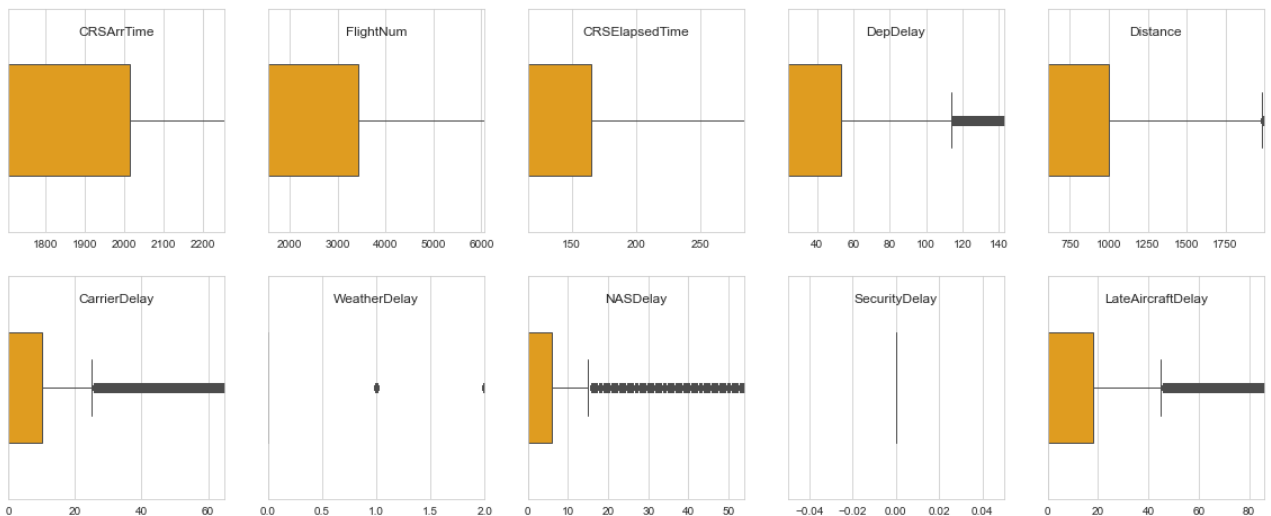 CRSArrTime FlightNum CRSElapsedTime DepDelay Distance
1800 1900 2000 2100 2200 2000 3000 4000 5000 6000 150 200 250 40 60 80 100 120 140 750 1000 1250 1500 1750
CarrierDelay WeatherDelay NASDelay SecurityDelay LateAircraftDelay
0 20 40 60 0.0 0.5 1.0 1.5 2.0 0 10 20 30 40 50 −0.04 −0.02 0.00 0.02 0.04 0 20 40 60 80